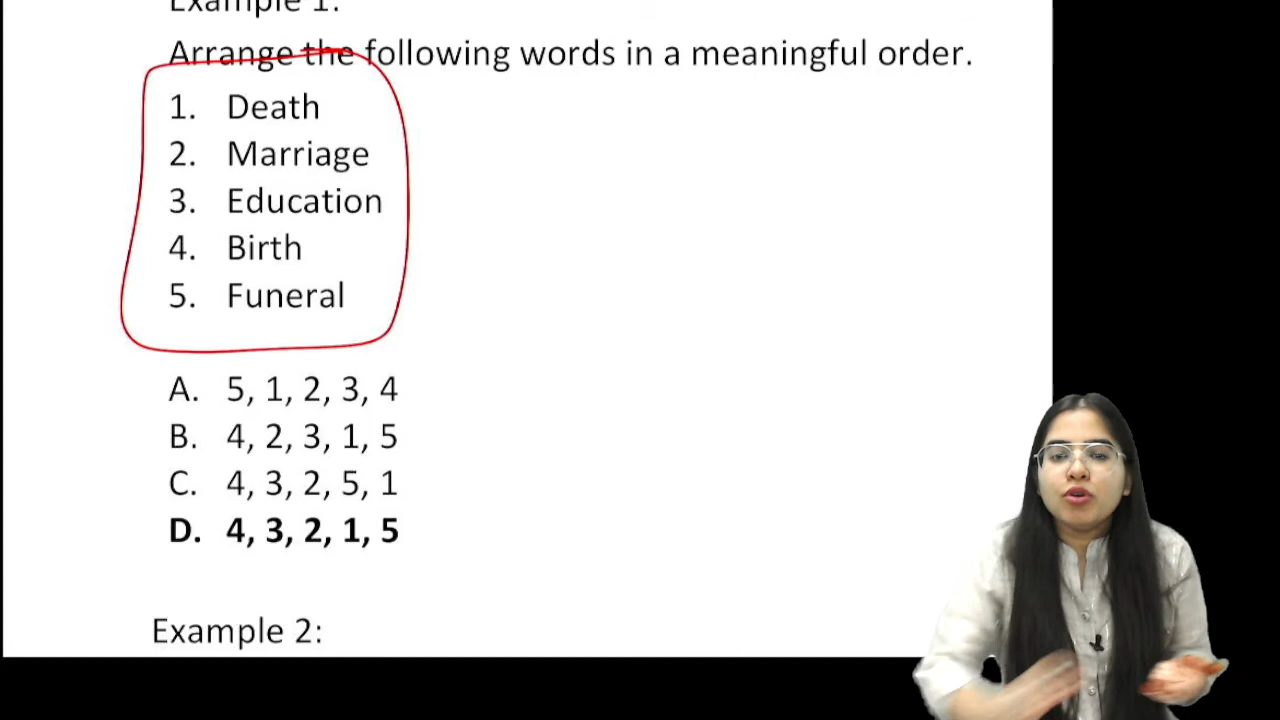 Example 1:
Arrange the following words in a meaningful order.
1. Death
2. Marriage
3. Education
4. Birth
5. Funeral
A. 5, 1, 2, 3, 4
B. 4, 2, 3, 1, 5
C. 4, 3, 2, 5, 1
D. 4, 3, 2, 1, 5
Example 2: